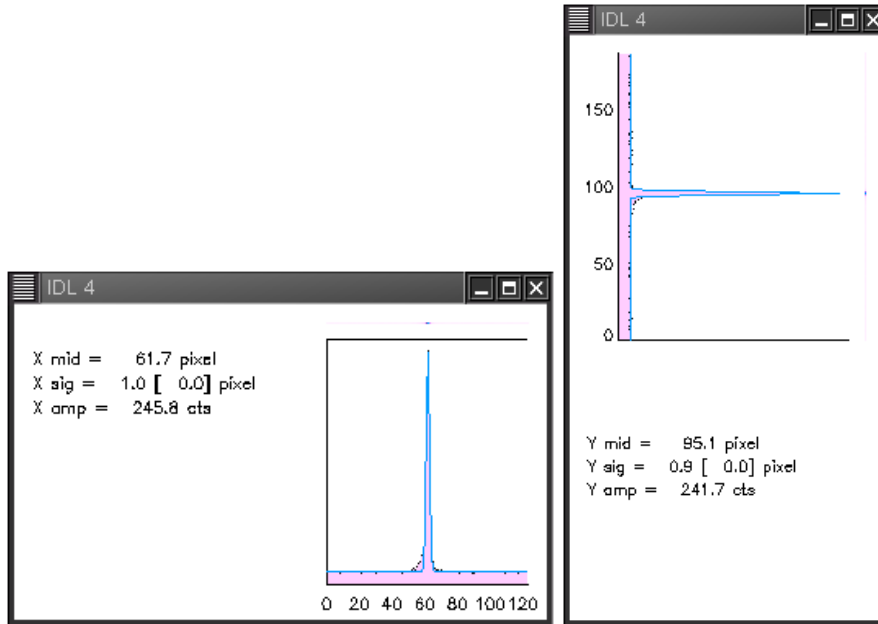 IDL 4
X mid = 61.7 pixel
X sig = 1.0 [ 0.0] pixel
X amp = 245.8 cts
0 20 40 60 80 100 120
IDL 4
150
100
50
0
Y mid = 95.1 pixel
Y sig = 0.9 [ 0.0] pixel
Y amp = 241.7 cts